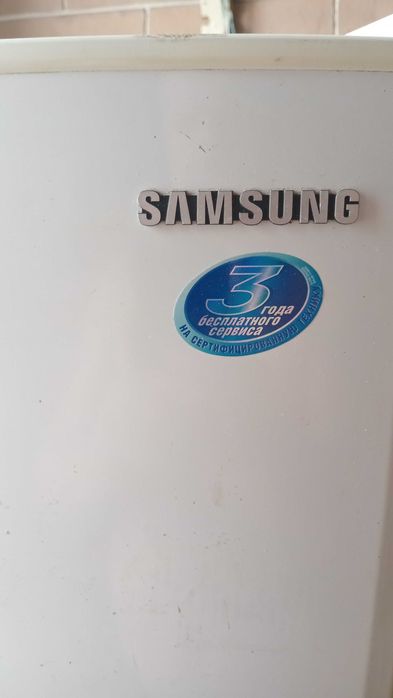 SAMSUNG
3
года
бесплатного
сервиса
НА СЕРТИФИЦИРОВАННУЮ ТЕХНИКУ